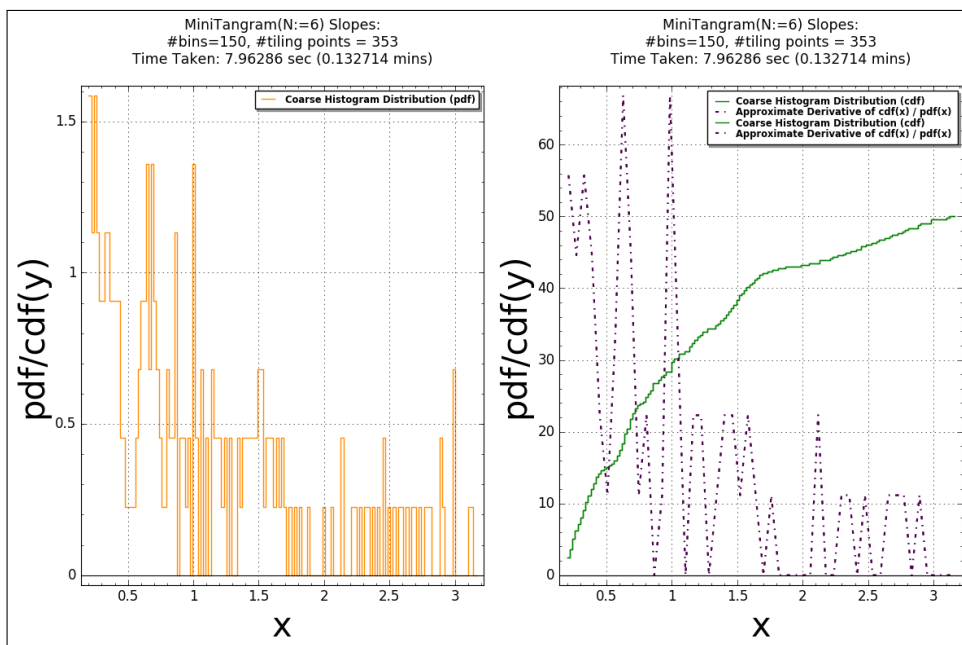 MiniTangram(N:=6) Slopes:
#bins=150, #tiling points = 353
Time Taken: 7.96286 sec (0.132714 mins)
Coarse Histogram Distribution (pdf)
pdf/cdf(y)
1.5
1
0.5
0
0.5
1
1.5
2
2.5
3
x
MiniTangram(N:=6) Slopes:
#bins=150, #tiling points = 353
Time Taken: 7.96286 sec (0.132714 mins)
Coarse Histogram Distribution (cdf)
Approximate Derivative of cdf(x) / pdf(x)
Coarse Histogram Distribution (cdf)
Approximate Derivative of cdf(x) / pdf(x)
pdf/cdf(y)
60
50
40
30
20
10
0
0.5
1
1.5
2
2.5
3
x